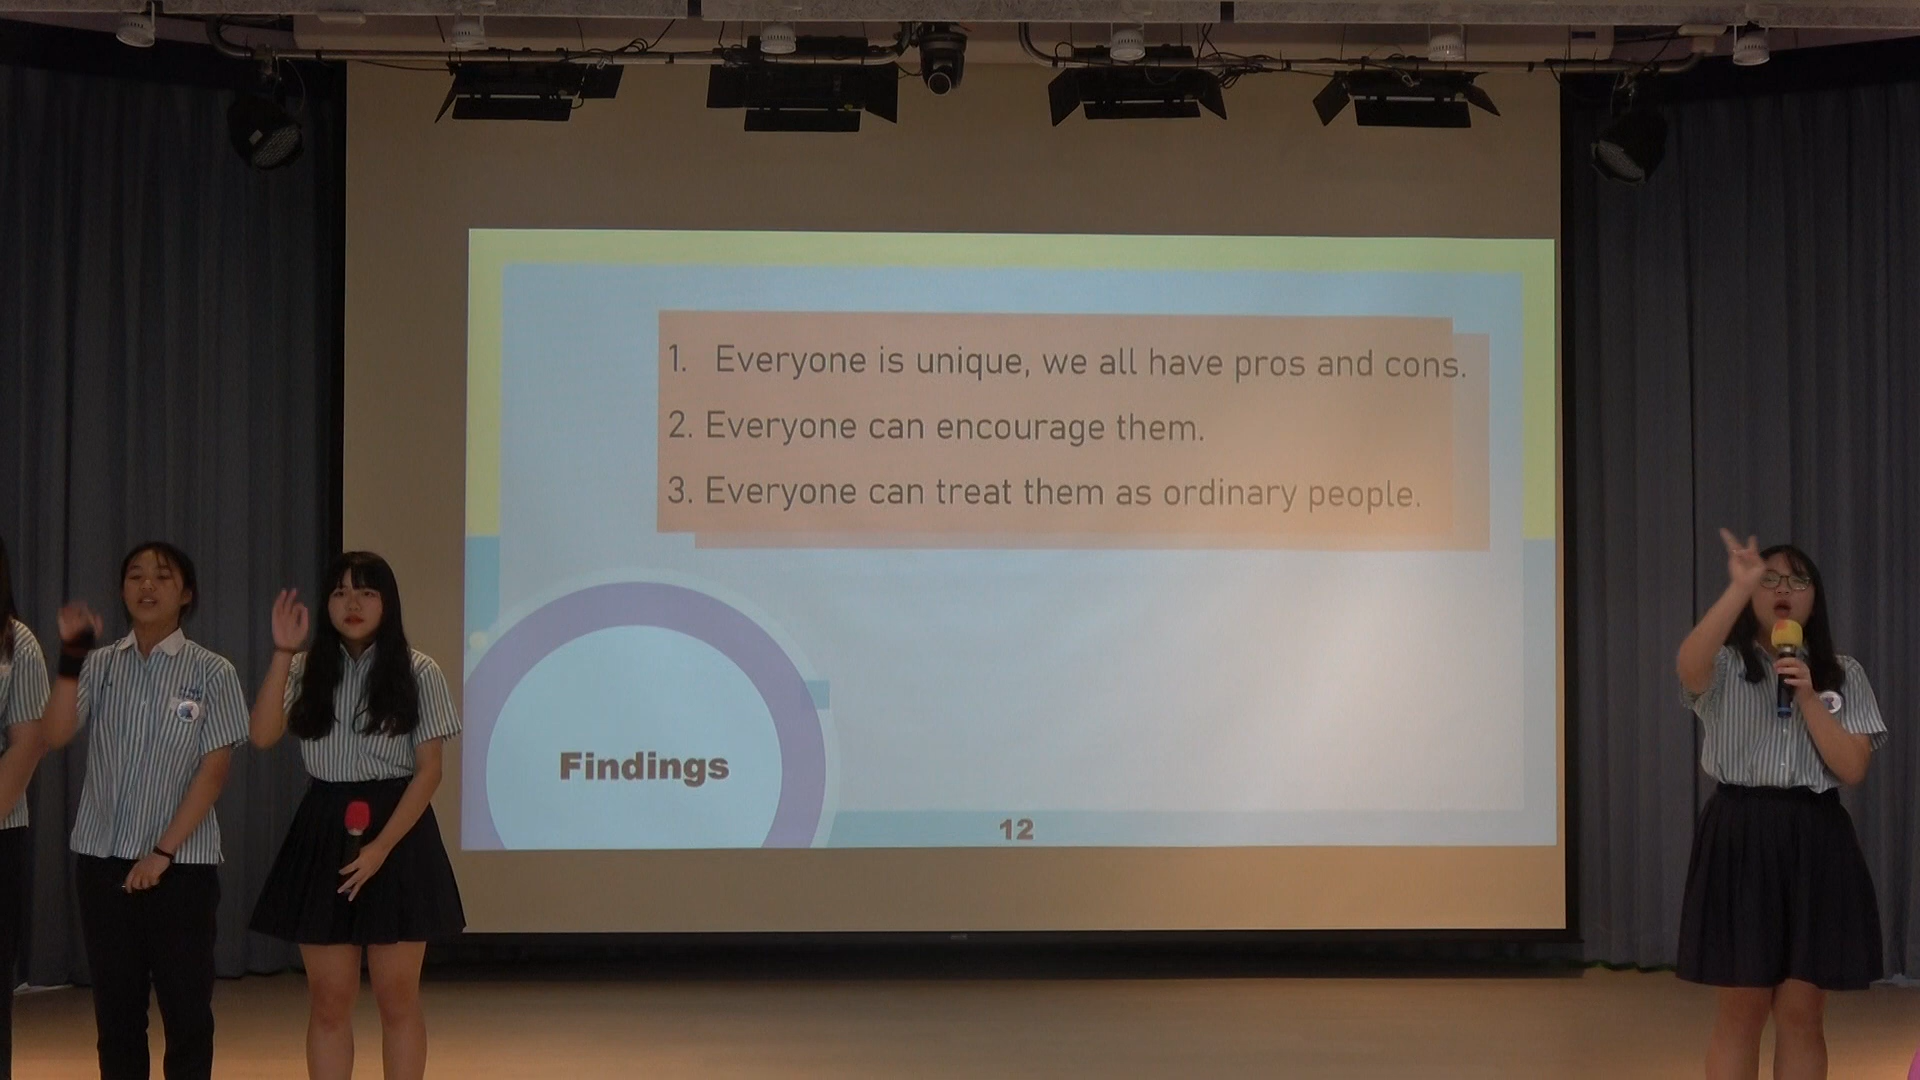 1. Everyone is unique, we all have pros and cons.
2. Everyone can encourage them.
3. Everyone can treat them as ordinary people.
Findings
12